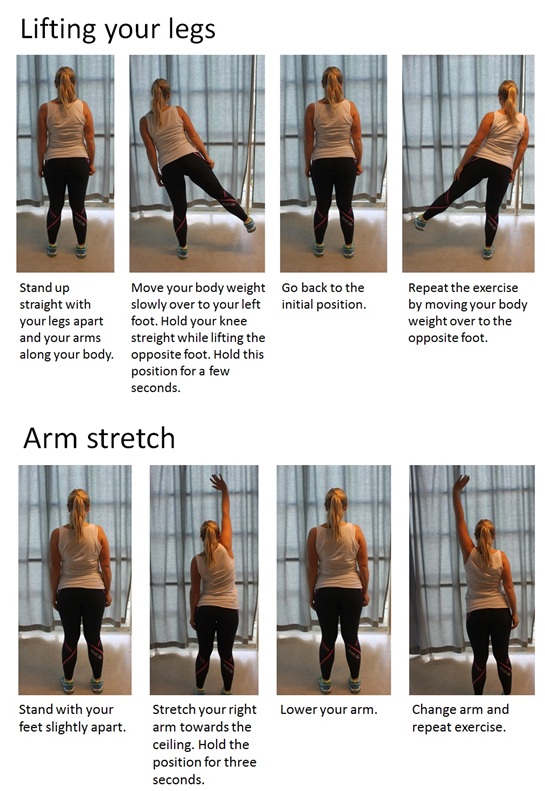 Lifting your legs
Stand up
straight with
your legs apart
and your arms
along your body.
Move your body weight
slowly over to your left
foot. Hold your knee
streight while lifting the
opposite foot. Hold this
position for a few
seconds.
Go back to the
initial position.
Repeat the exercise
by moving your body
weight over to the
opposite foot.
Arm stretch
Stand with your
feet slightly apart.
Stretch your right
arm towards the
ceiling. Hold the
position for three
seconds.
Lower your arm.
Change arm and
repeat exercise.